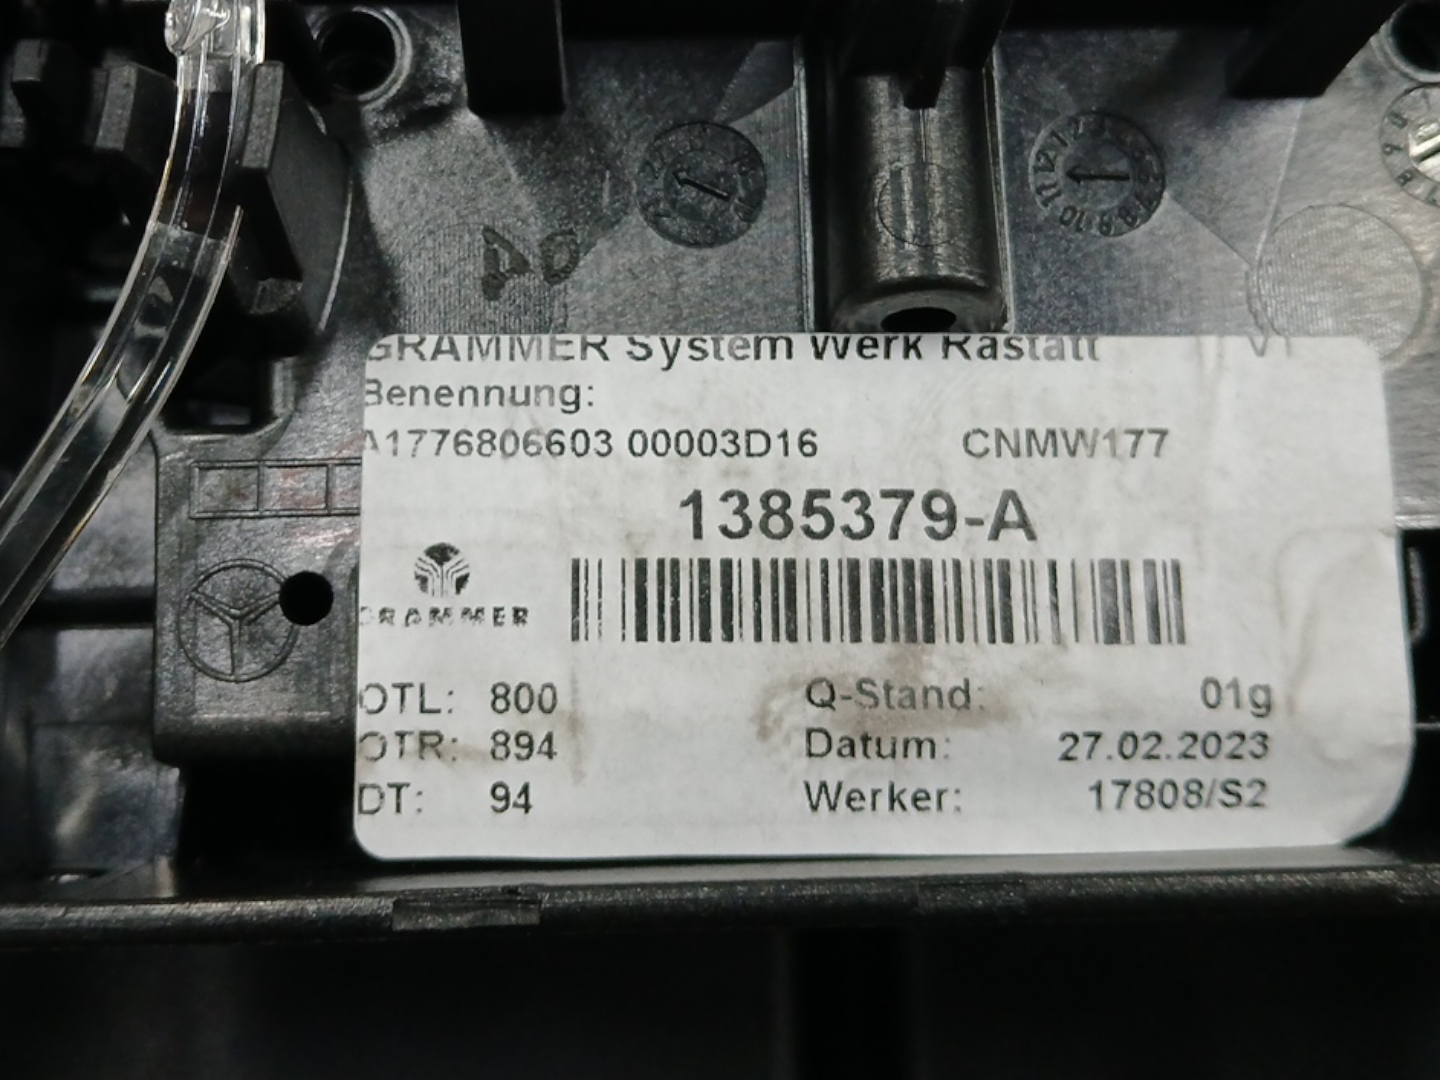 GRAMMER System Werk Rastatt V1
Benennung:
A1776806603 00003D16 CNMW177
1385379-A
GRAMMER
OTL: 800 Q-Stand: 01g
OTR: 894 Datum: 27.02.2023
DT: 94 Werker: 17808/S2